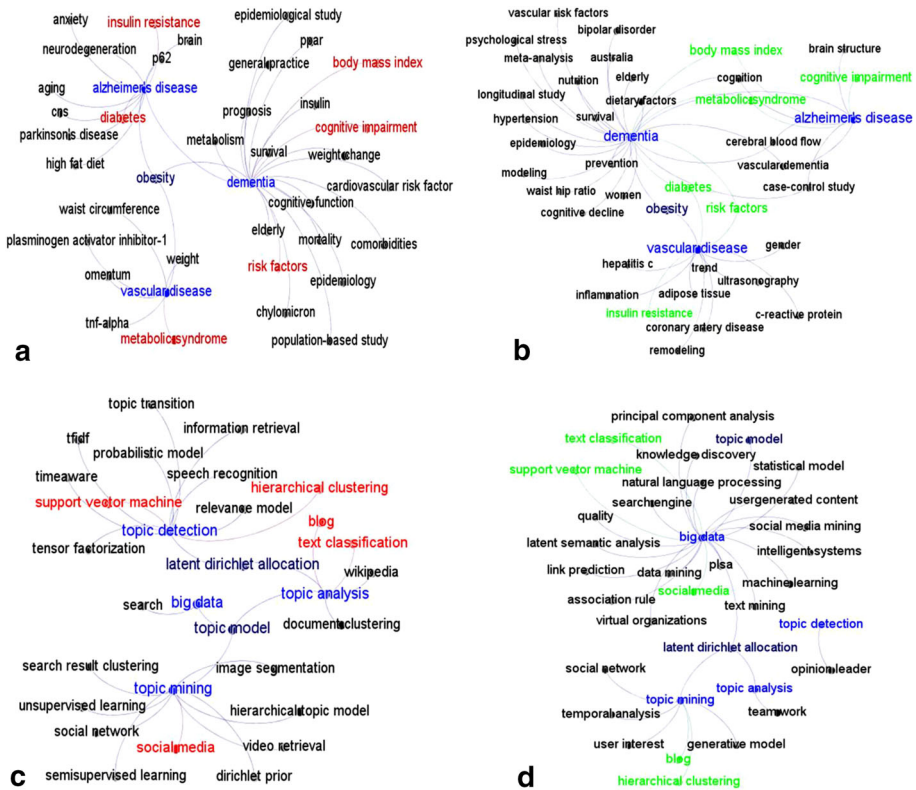 anxiety
insulin resistance
epidemiological study
brain
neurodegeneration
p62
ppar
general practice
body mass index
alzheimer's disease
aging
insulin
cns
prognosis
diabetes
cognitive impairment
parkinson's disease
metabolism
survival
weight change
high fat diet
obesity
dementia
cardiovascular risk factor
waist circumference
cognitive function
elderly
plasminogen activator inhibitor-1
mortality
comorbidities
weight
risk factors
omentum
epidemiology
vascular disease
chylomicron
tnf-alpha
metabolic syndrome
population-based study
a
vascular risk factors
bipolar disorder
psychological stress
body mass index
brain structure
meta-analysis
australia
nutrition
elderly
cognition
cognitive impairment
longitudinal study
dietary factors
metabolic syndrome
hypertension
survival
alzheimer's disease
dementia
epidemiology
cerebral blood flow
prevention
vascular dementia
modeling
waist hip ratio
women
diabetes
case-control study
cognitive decline
obesity
risk factors
vascular disease
gender
hepatitis c
trend
ultrasonography
inflammation
adipose tissue
insulin resistance
c-reactive protein
coronary artery disease
remodeling
b
topic transition
information retrieval
tfidf
probabilistic model
timeaware
speech recognition
hierarchical clustering
support vector machine
relevance model
blog
topic detection
text classification
tensor factorization
latent dirichlet allocation
wikipedia
topic analysis
search
big data
document clustering
topic model
search result clustering
image segmentation
topic mining
unsupervised learning
hierarchical topic model
social network
social media
video retrieval
semisupervised learning
dirichlet prior
c
principal component analysis
text classification
topic model
knowledge discovery
support vector machine
statistical model
natural language processing
search engine
usergenerated content
quality
social media mining
big data
latent semantic analysis
intelligent systems
plsa
link prediction
data mining
machine learning
social media
association rule
text mining
virtual organizations
topic detection
latent dirichlet allocation
social network
opinion leader
topic mining
topic analysis
temporal analysis
teamwork
user interest
generative model
blog
hierarchical clustering
d